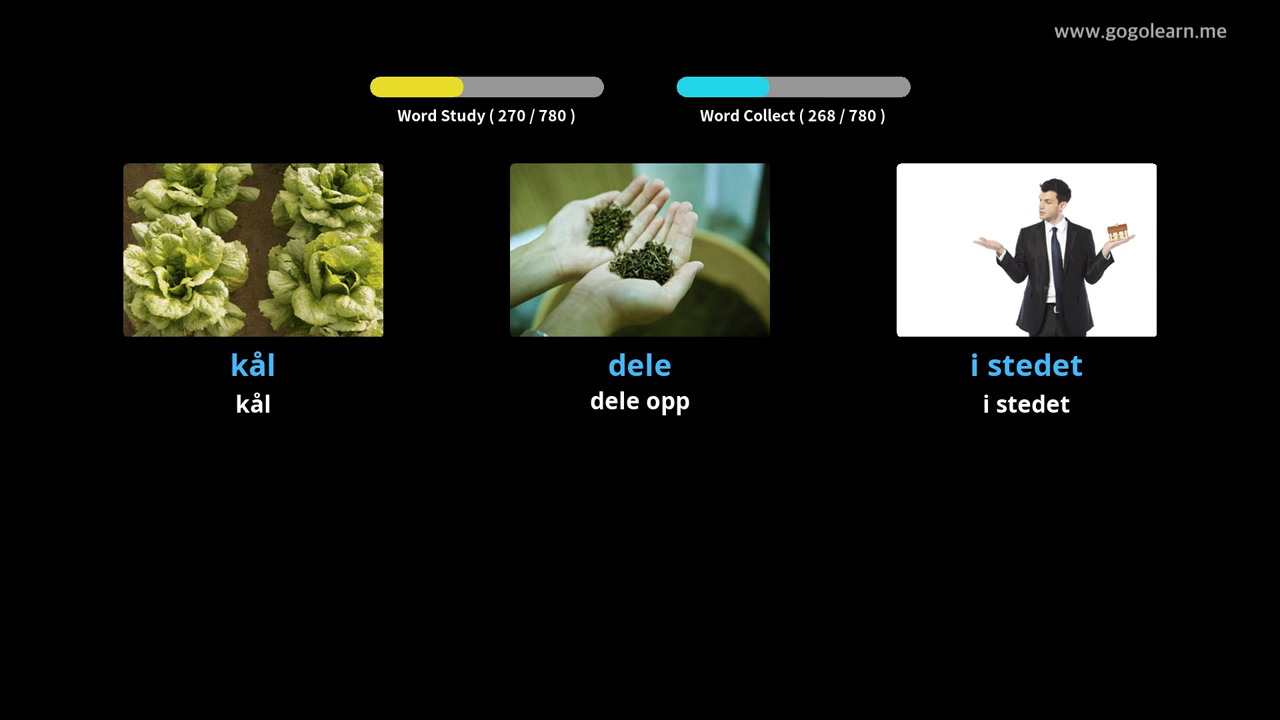 www.gogolearn.me
Word Study ( 270 / 780 )
Word Collect ( 268 / 780 )
kål
dele
i stedet
kål
dele opp
i stedet